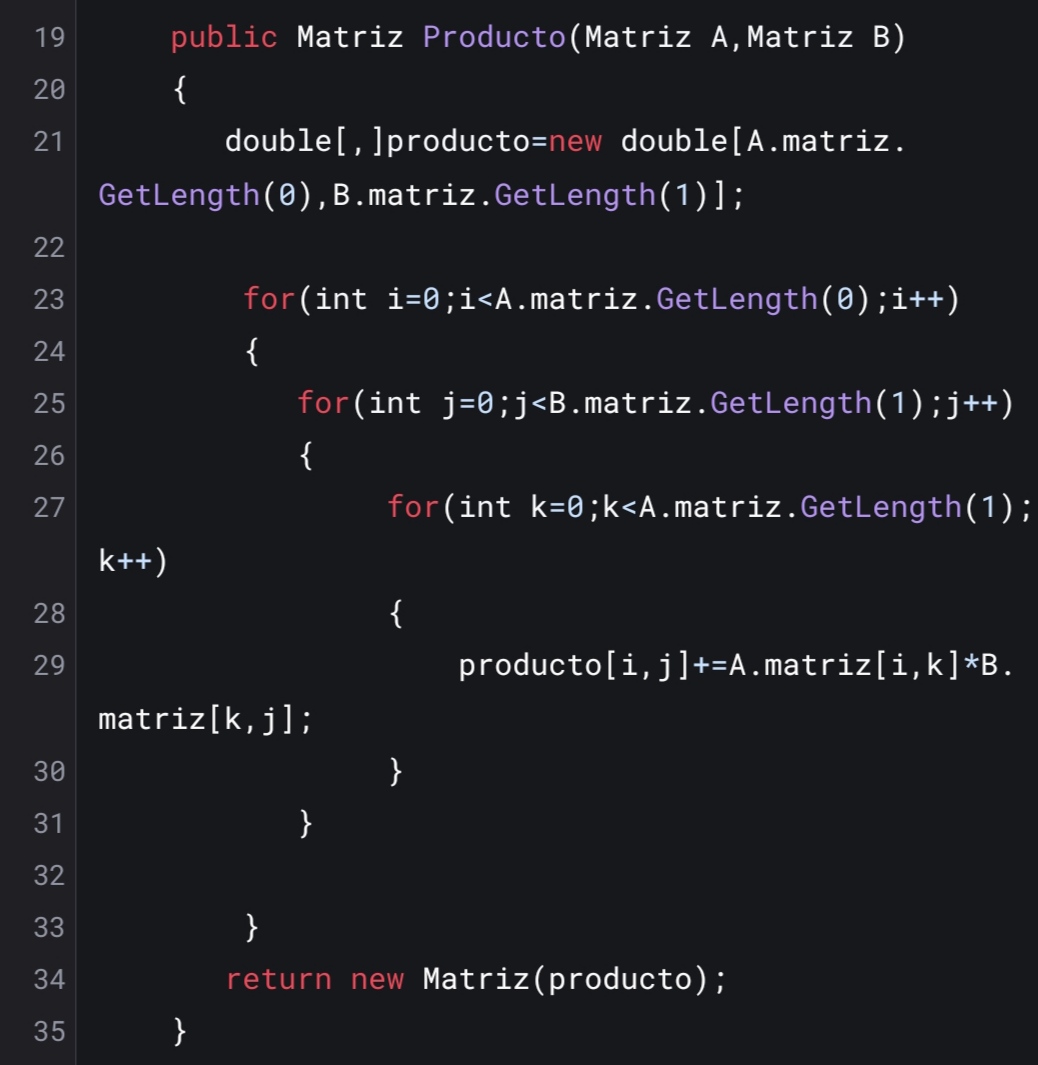 19 public Matriz Producto(Matriz A,Matriz B)
20 {
21 double[,]producto=new double[A.matriz.
GetLength(0),B.matriz.GetLength(1)];
22
23 for(int i=0;i<A.matriz.GetLength(0);i++)
24 {
25 for(int j=0;j<B.matriz.GetLength(1);j++)
26 {
27 for(int k=0;k<A.matriz.GetLength(1);
k++)
28 {
29 producto[i,j]+=A.matriz[i,k]*B.
matriz[k,j];
30 }
31 }
32
33 }
34 return new Matriz(producto);
35 }